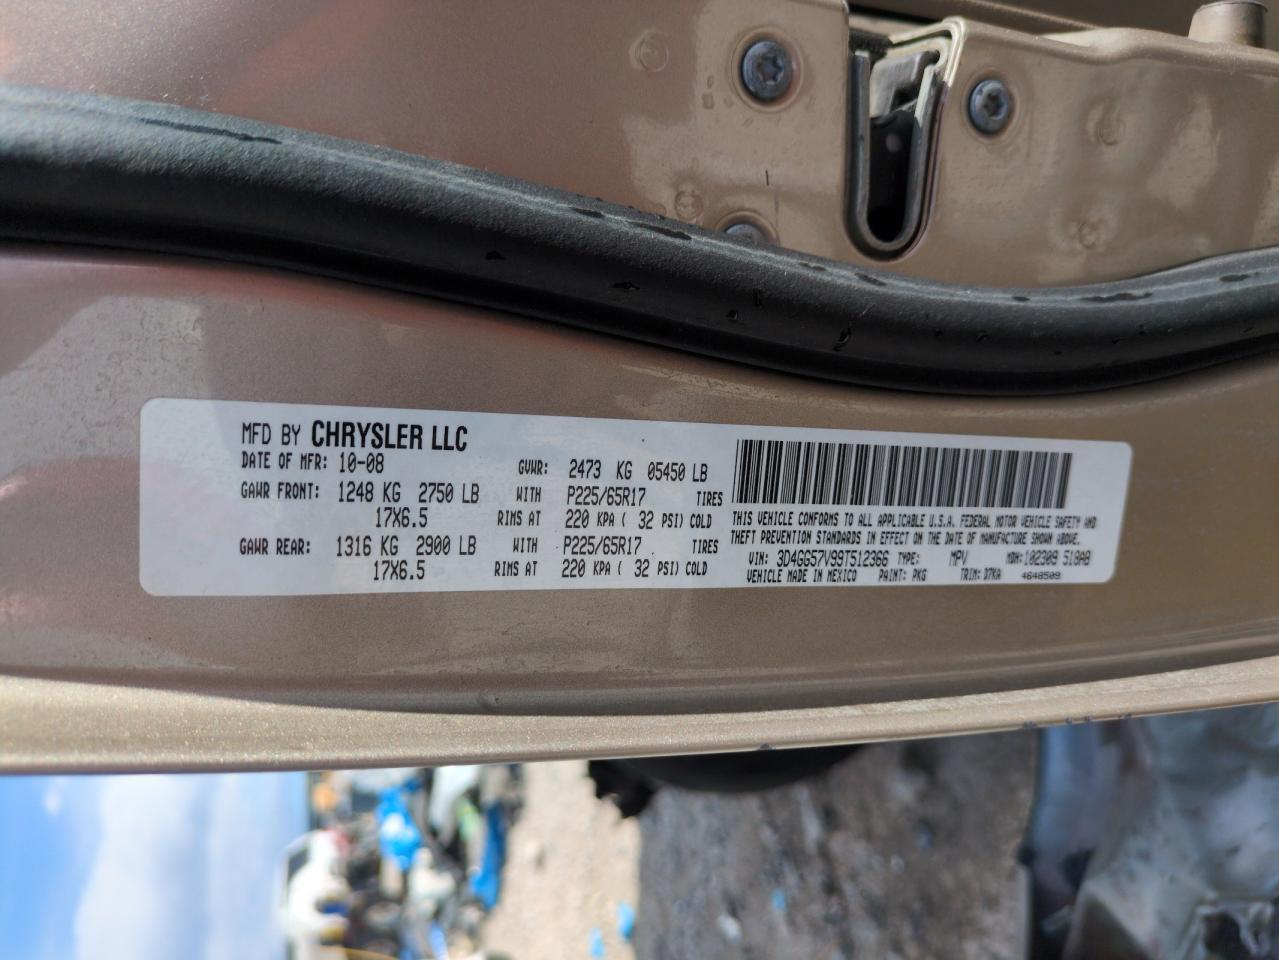 MFD BY CHRYSLER LLC
DATE OF MFR: 10-08 GVWR: 2473 KG 05450 LB
GAWR FRONT: 1248 KG 2750 LB WITH P225/65R17 TIRES
17X6.5 RIMS AT 220 KPA ( 32 PSI) COLD
GAWR REAR: 1316 KG 2900 LB WITH P225/65R17 TIRES
17X6.5 RIMS AT 220 KPA ( 32 PSI) COLD
THIS VEHICLE CONFORMS TO ALL APPLICABLE U.S.A. FEDERAL MOTOR VEHICLE SAFETY AND
THEFT PREVENTION STANDARDS IN EFFECT ON THE DATE OF MANUFACTURE SHOWN ABOVE.
VIN: 3D4GG57V99T512366 TYPE: MPV MDH: 102309 518AB
VEHICLE MADE IN MEXICO PAINT: PKG TRIM: D7KA 4648509